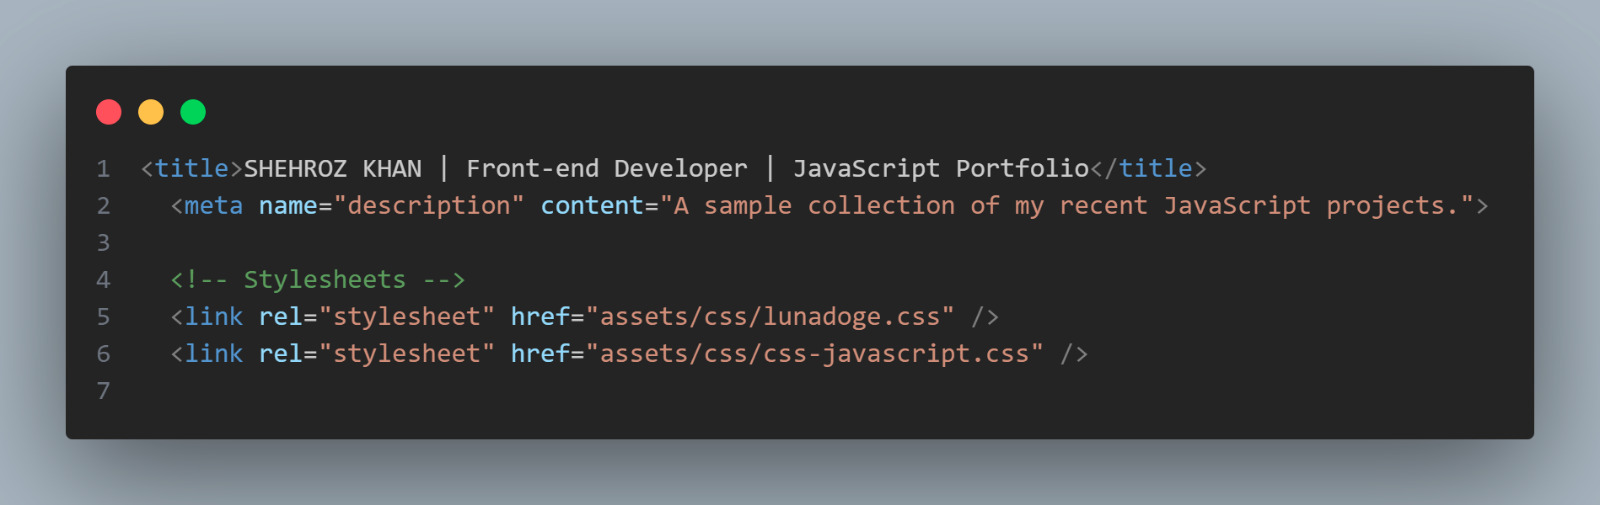 1 <title>SHEHROZ KHAN | Front-end Developer | JavaScript Portfolio</title>
2   <meta name="description" content="A sample collection of my recent JavaScript projects.">
3
4   <!-- Stylesheets -->
5   <link rel="stylesheet" href="assets/css/lunadoge.css" />
6   <link rel="stylesheet" href="assets/css/css-javascript.css" />
7